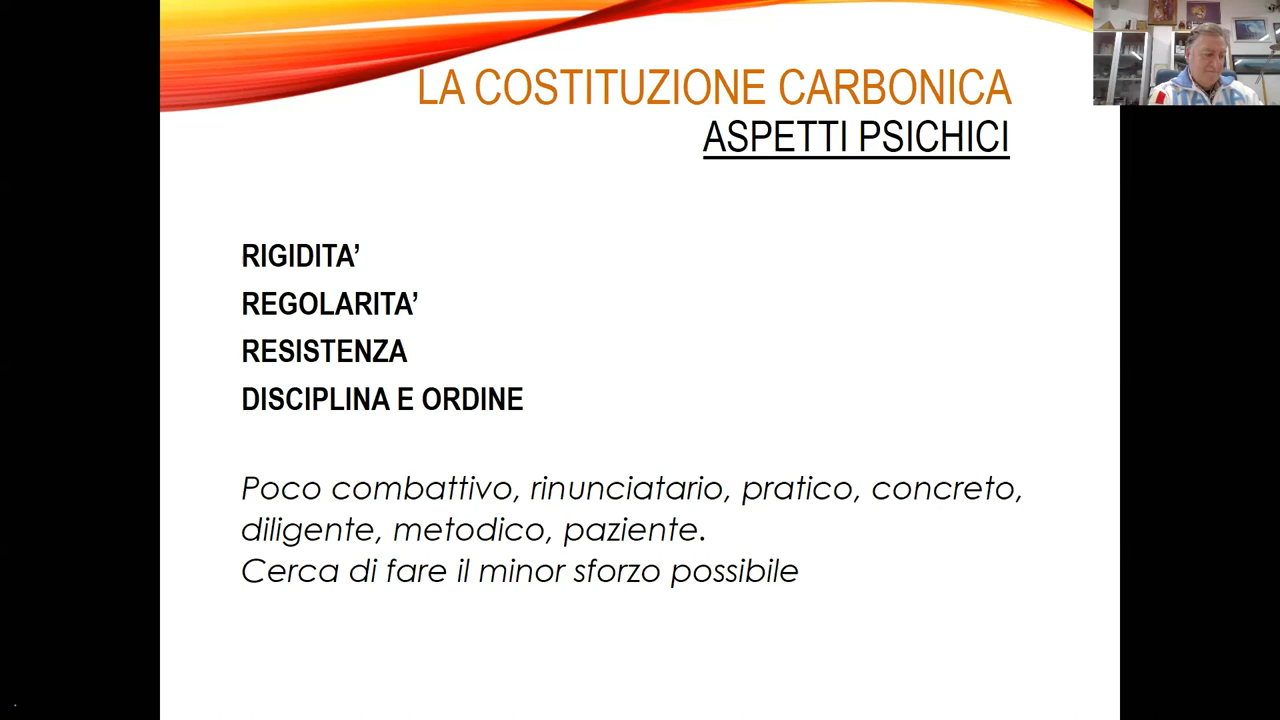 LA COSTITUZIONE CARBONICA
ASPETTI PSICHICI
RIGIDITA’
REGOLARITA’
RESISTENZA
DISCIPLINA E ORDINE
Poco combattivo, rinunciatario, pratico, concreto,
diligente, metodico, paziente.
Cerca di fare il minor sforzo possibile
ITALIA